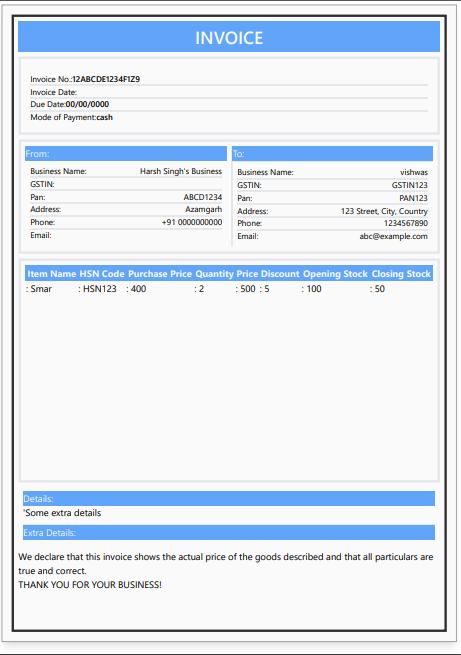 INVOICE
Invoice No.:12ABCDE1234F1Z9
Invoice Date:
Due Date:00/00/0000
Mode of Payment:cash
From:
Business Name: Harsh Singh's Business
GSTIN:
Pan: ABCD1234
Address: Azamgarh
Phone: +91 0000000000
Email:
To:
Business Name: vishwas
GSTIN: GSTIN123
Pan: PAN123
Address: 123 Street, City, Country
Phone: 1234567890
Email: abc@example.com
Item Name HSN Code Purchase Price Quantity Price Discount Opening Stock Closing Stock
: Smar : HSN123 : 400 : 2 : 500 : 5 : 100 : 50
Details:
'Some extra details
Extra Details:
We declare that this invoice shows the actual price of the goods described and that all particulars are
true and correct.
THANK YOU FOR YOUR BUSINESS!